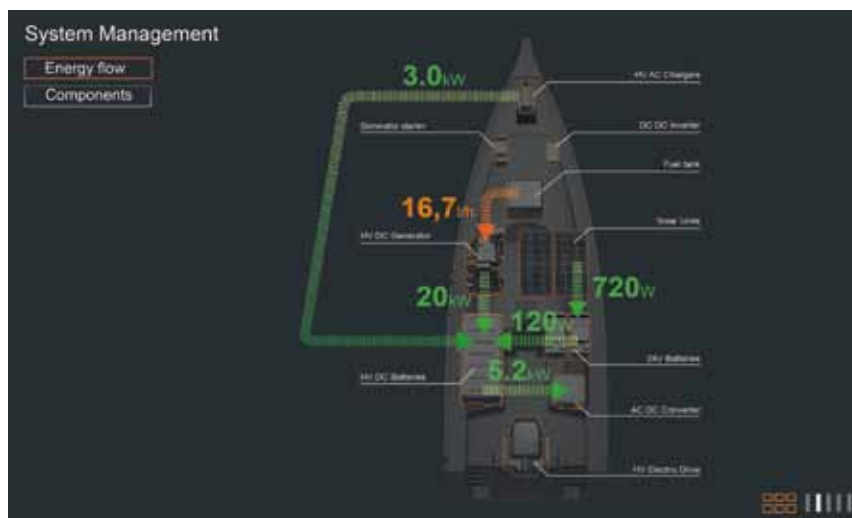 System Management
Energy flow
Components
3.0kW
HV AC Chargers
Generator starter
DC DC Inverter
Fuel tank
16,7l/h
Solar Units
HV DC Generator
720W
20kW
120W
24V Batteries
HV DC Batteries
5.2kW
AC DC Converter
HV Electric Drive